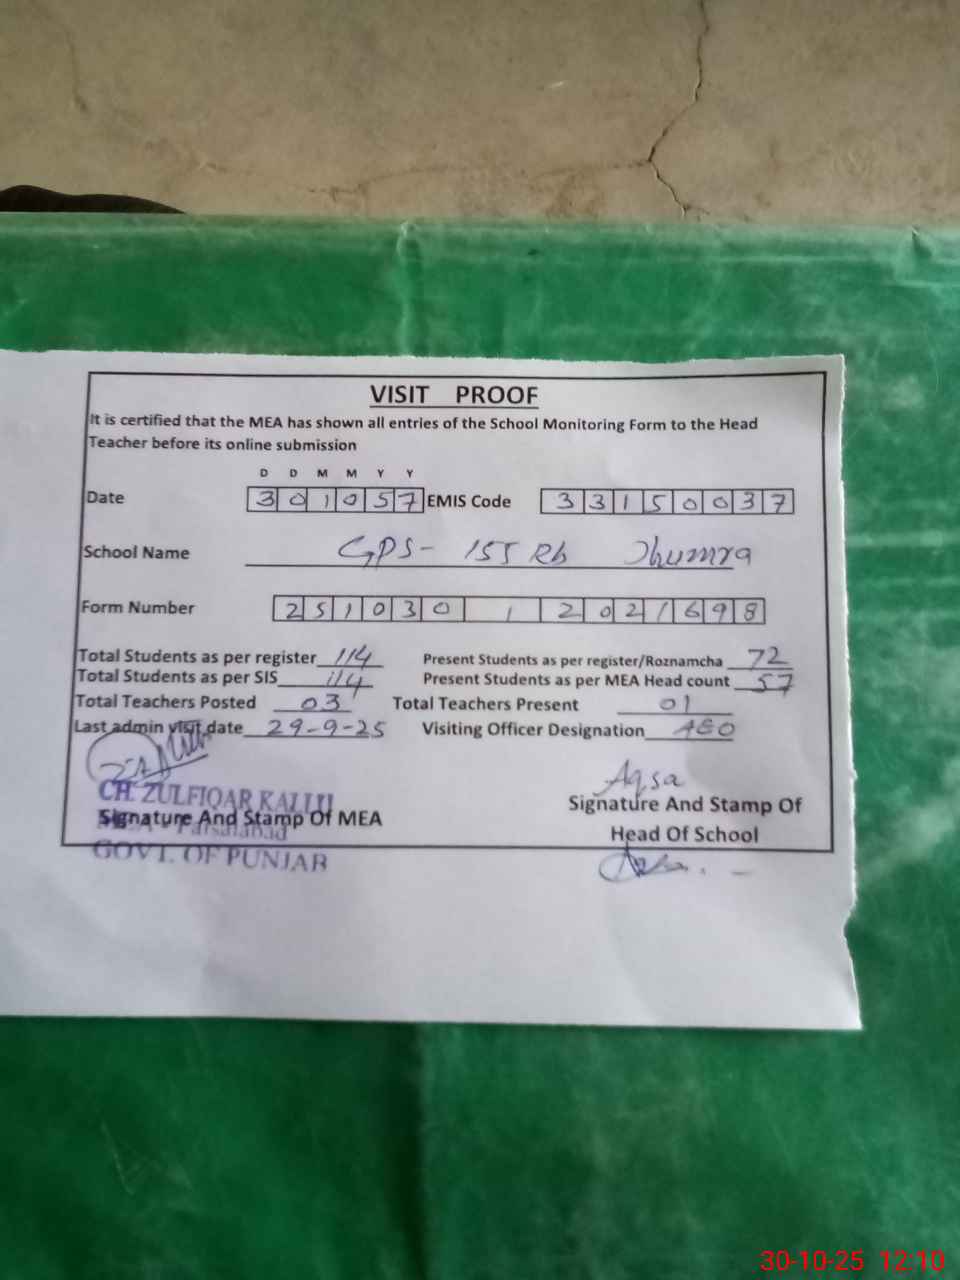 VISIT PROOF
It is certified that the MEA has shown all entries of the School Monitoring Form to the Head
Teacher before its online submission
D D M M Y Y
Date 3 0 1 0 5 7 EMIS Code 3 3 1 5 0 0 3 7
School Name GPS- 155 Rb Jhumra
Form Number 2 5 1 0 3 0 1 2 0 2 1 6 9 8
Total Students as per register 114 Present Students as per register/Roznamcha 72
Total Students as per SIS 114 Present Students as per MEA Head count 57
Total Teachers Posted 03 Total Teachers Present 01
Last admin visit date 29-9-25 Visiting Officer Designation AEO
Aqsa
CH. ZULFIQAR KALLU
Signature And Stamp Of MEA Signature And Stamp Of
Faisalabad Head Of School
GOVT. OF PUNJAB
30-10-25 12:10